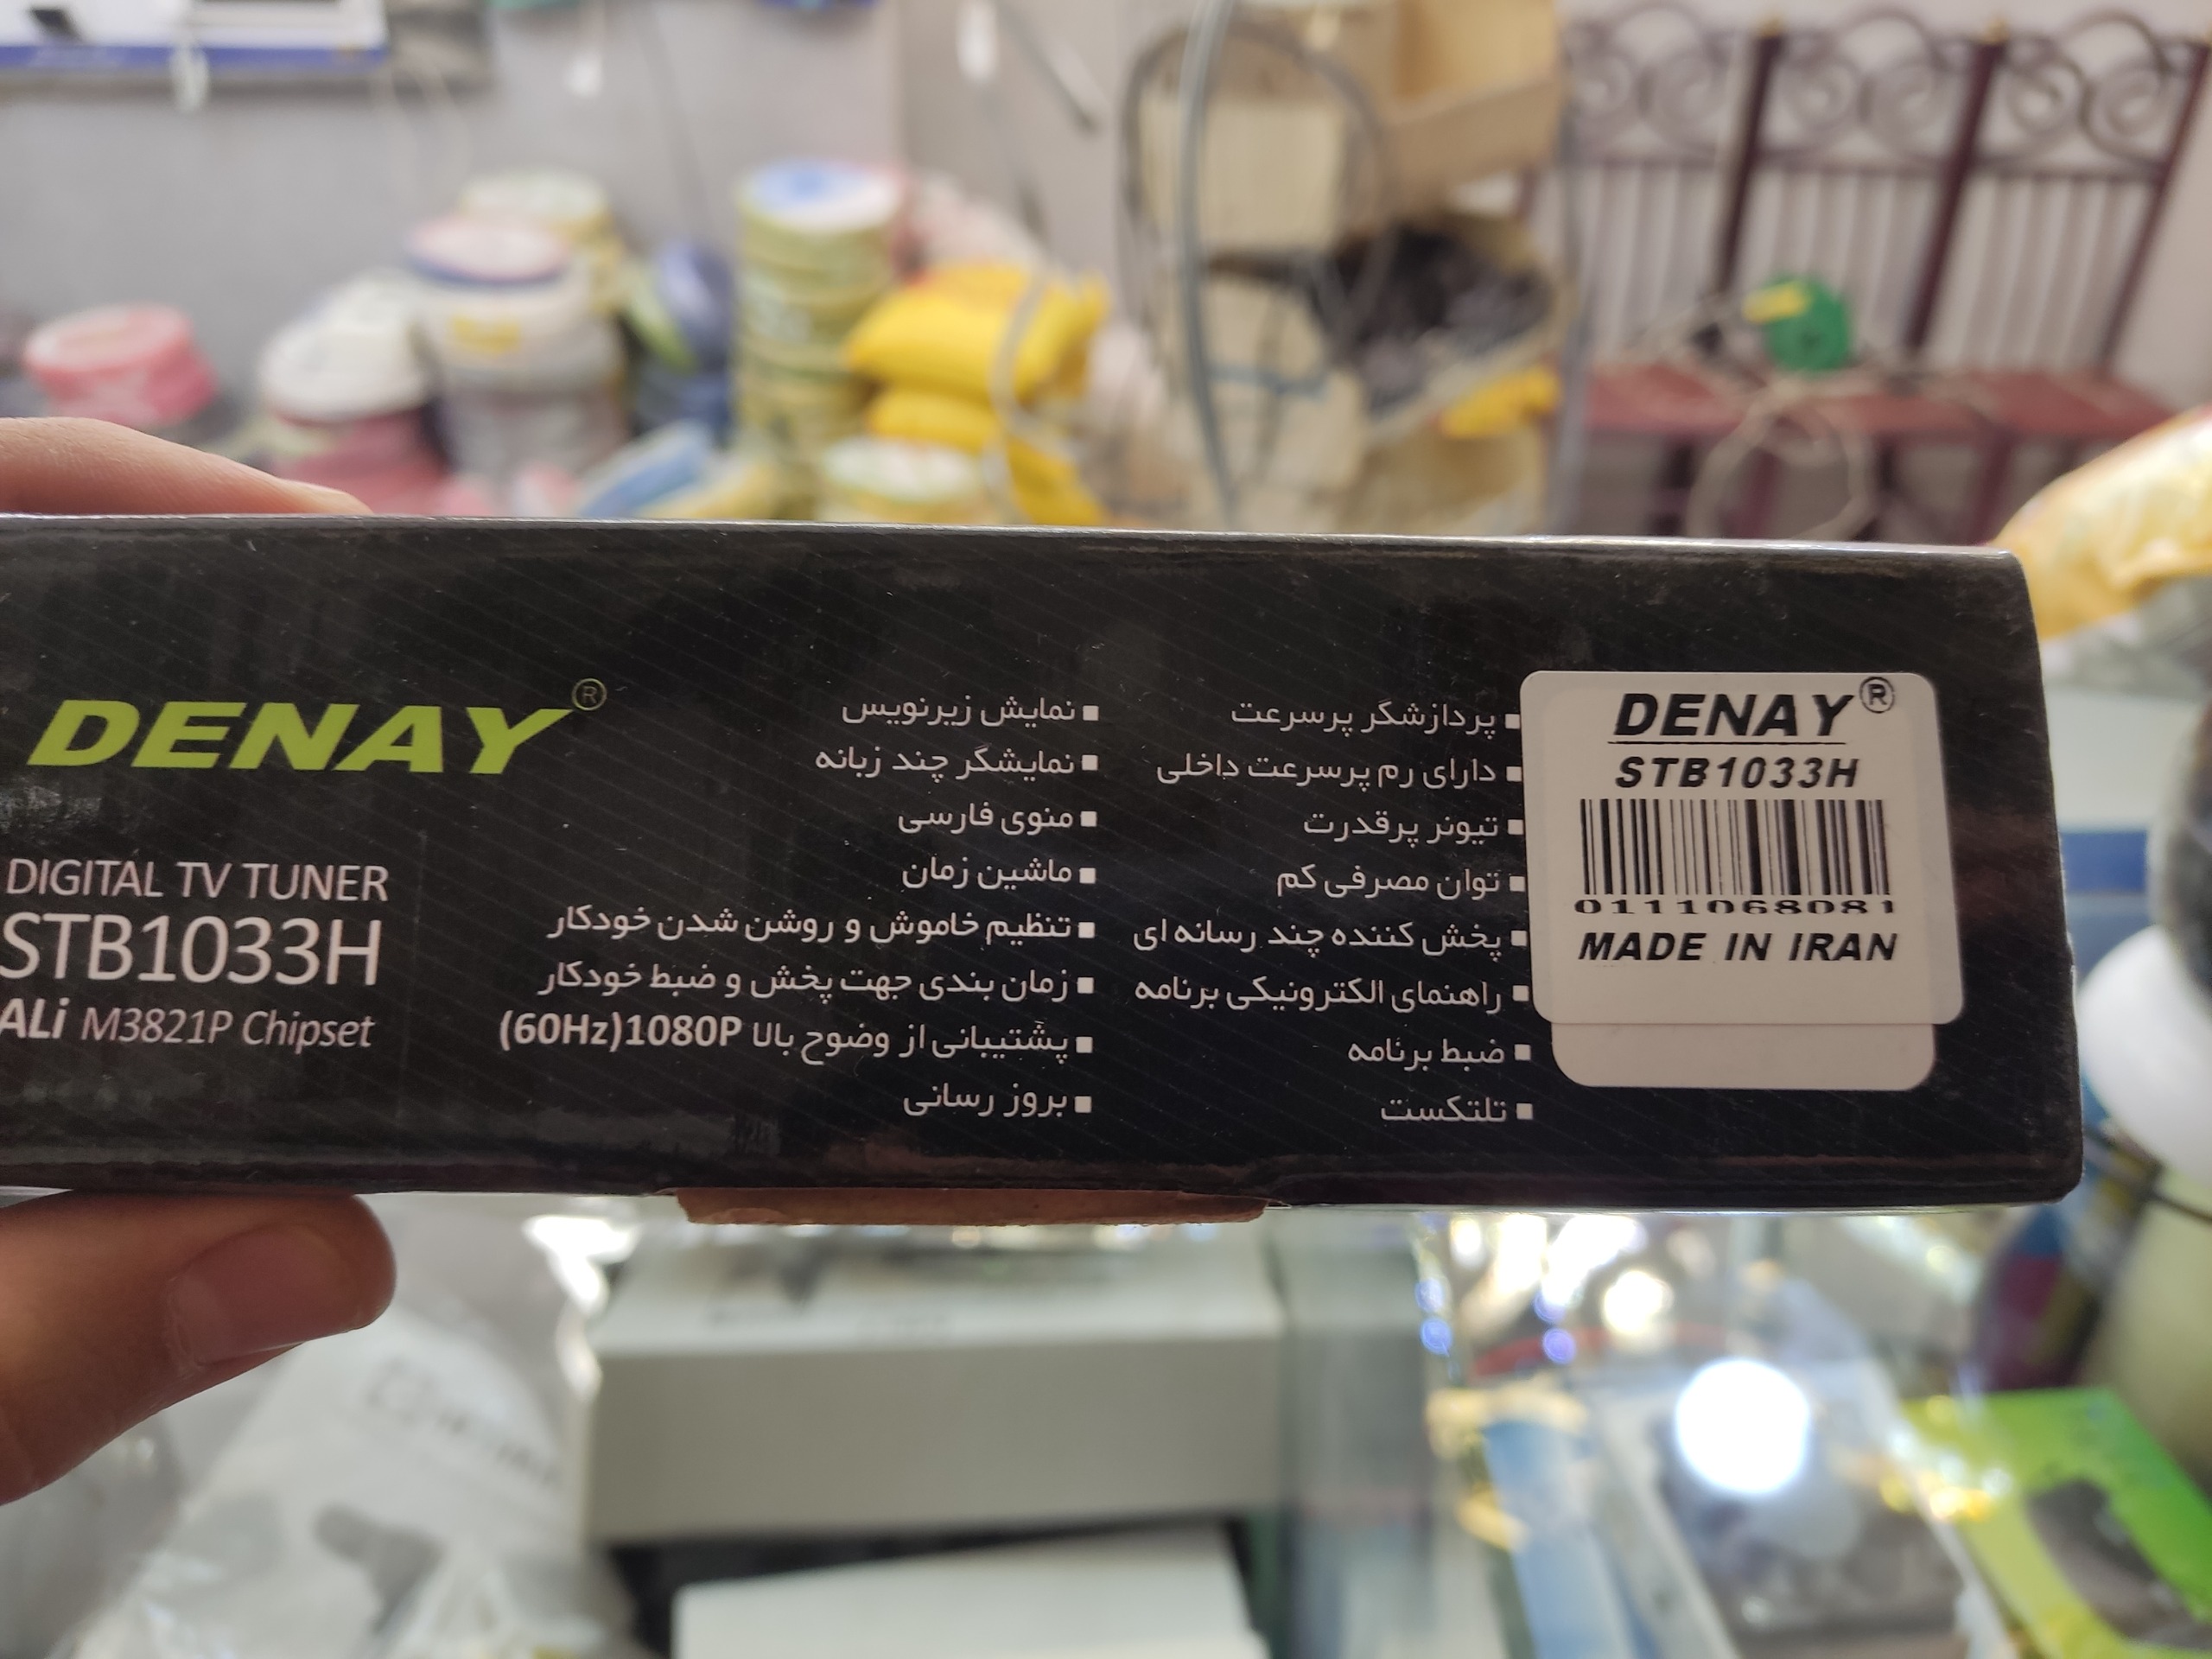 DENAY®
DIGITAL TV TUNER
STB1033H
ALi M3821P Chipset
پردازشگر پرسرعت
دارای رم پرسرعت داخلی
تیونر پرقدرت
توان مصرفی کم
پخش کننده چند رسانه ای
راهنمای الکترونیکی برنامه
ضبط برنامه
تلتکست
نمایش زیرنویس
نمایشگر چند زبانه
منوی فارسی
ماشین زمان
تنظیم خاموش و روشن شدن خودکار
زمان بندی جهت پخش و ضبط خودکار
پشتیبانی از وضوح بالا 1080P(60Hz)
بروز رسانی
DENAY®
STB1033H
0111068081
MADE IN IRAN